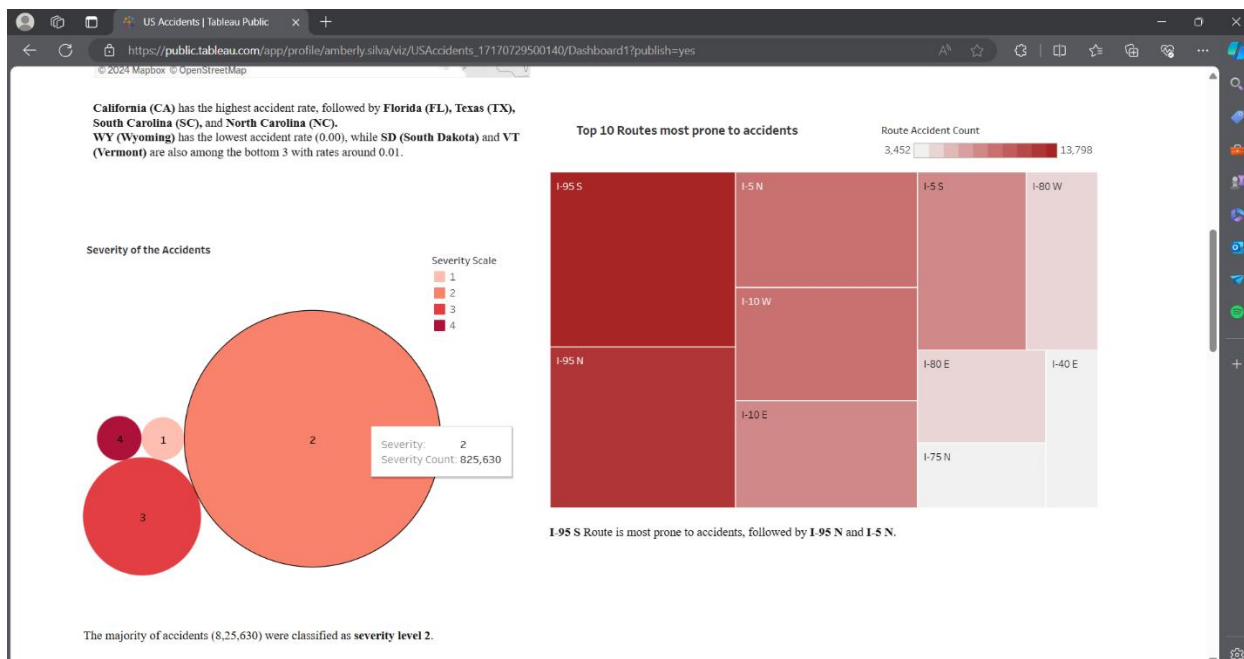 US Accidents | Tableau Public
https://public.tableau.com/app/profile/amberly.silva/viz/USAccidents_17170729500140/Dashboard1?publish=yes
© 2024 Mapbox © OpenStreetMap
California (CA) has the highest accident rate, followed by Florida (FL), Texas (TX),
South Carolina (SC), and North Carolina (NC).
WY (Wyoming) has the lowest accident rate (0.00), while SD (South Dakota) and VT
(Vermont) are also among the bottom 3 with rates around 0.01.
Severity of the Accidents
Severity Scale
1
2
3
4
4
1
2
3
Severity: 2
Severity Count: 825,630
The majority of accidents (8,25,630) were classified as severity level 2.
Top 10 Routes most prone to accidents
Route Accident Count
3,452 13,798
I-95 S
I-5 N
I-5 S
I-80 W
I-10 W
I-95 N
I-80 E
I-40 E
I-10 E
I-75 N
I-95 S Route is most prone to accidents, followed by I-95 N and I-5 N.